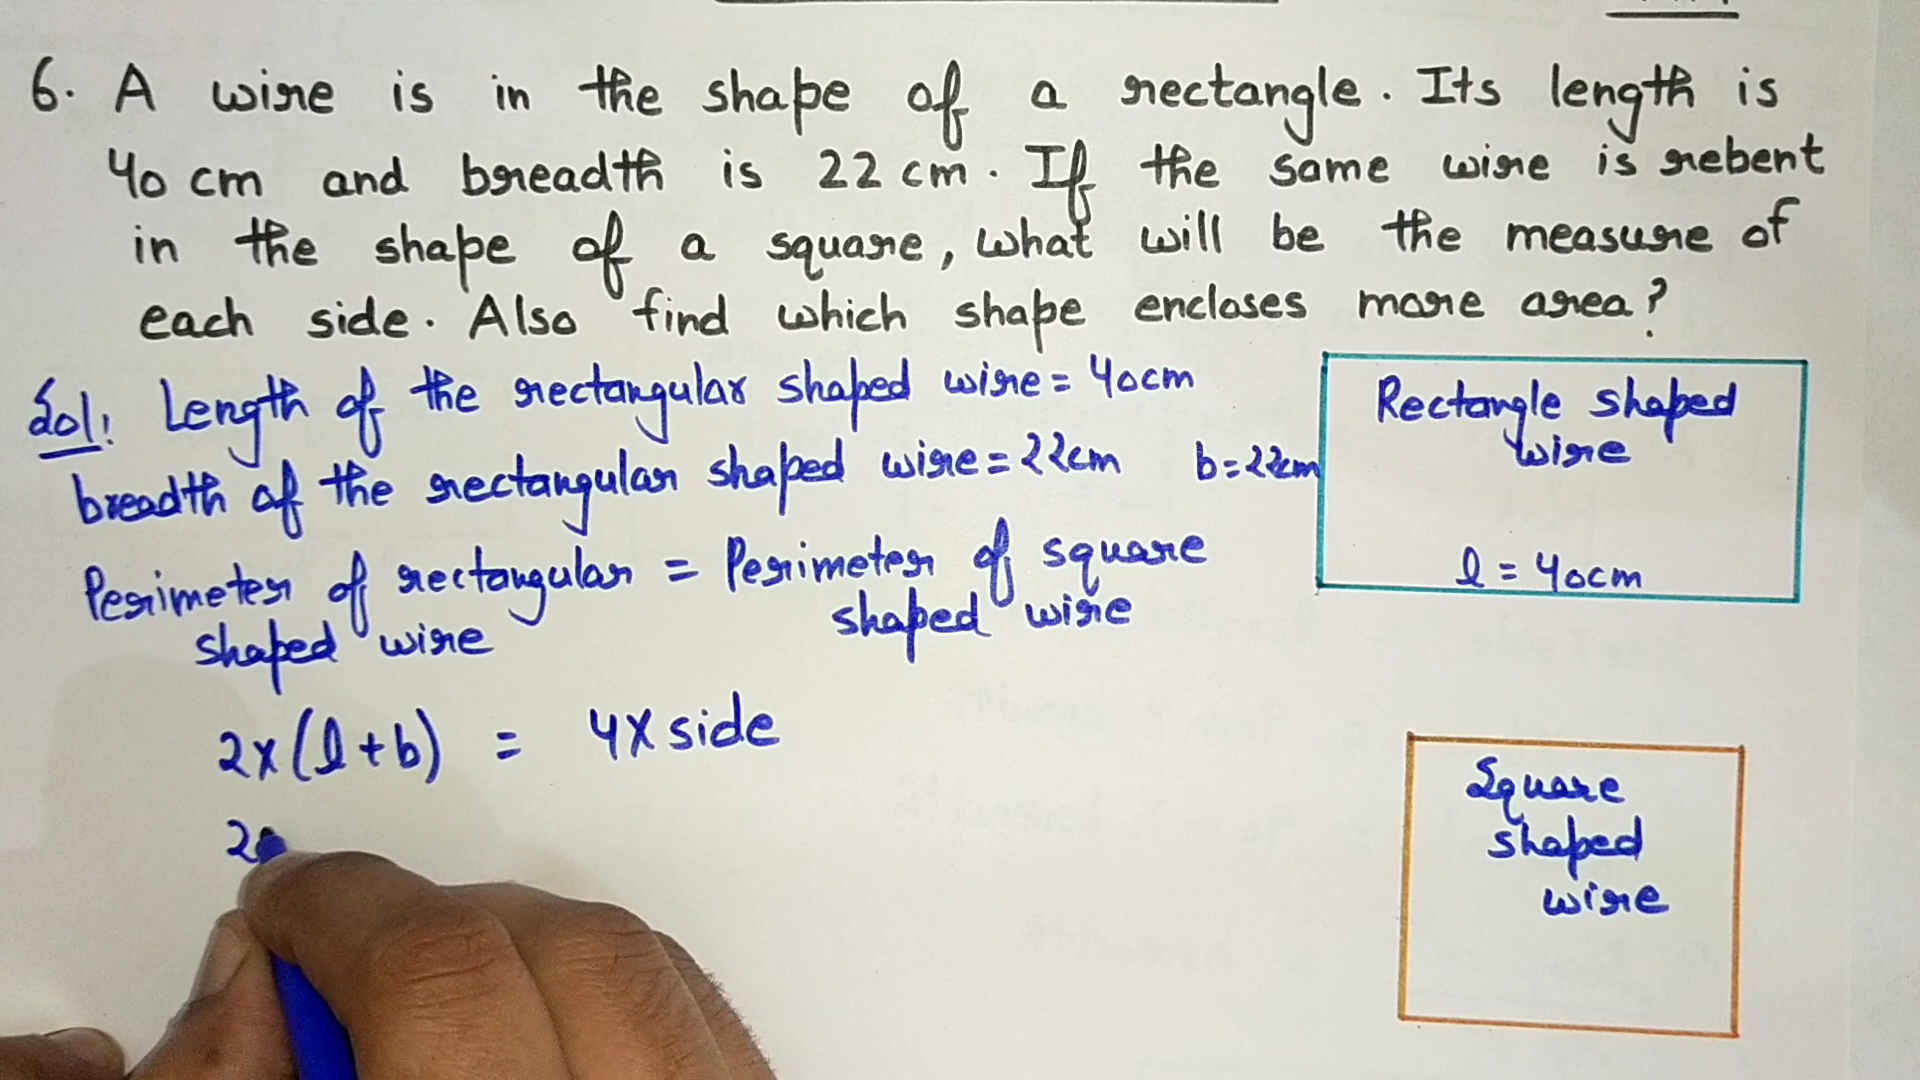 6. A wire is in the shape of a rectangle. Its length is
40 cm and breadth is 22 cm. If the same wire is rebent
in the shape of a square, what will be the measure of
each side. Also find which shape encloses more area?
Sol: Length of the rectangular shaped wire = 40cm
breadth of the rectangular shaped wire = 22cm
Perimeter of rectangular = Perimeter of square
shaped wire shaped wire
2x(l+b) = 4x side
2
Rectangle shaped
wire
b=22cm
l = 40cm
Square
shaped
wire